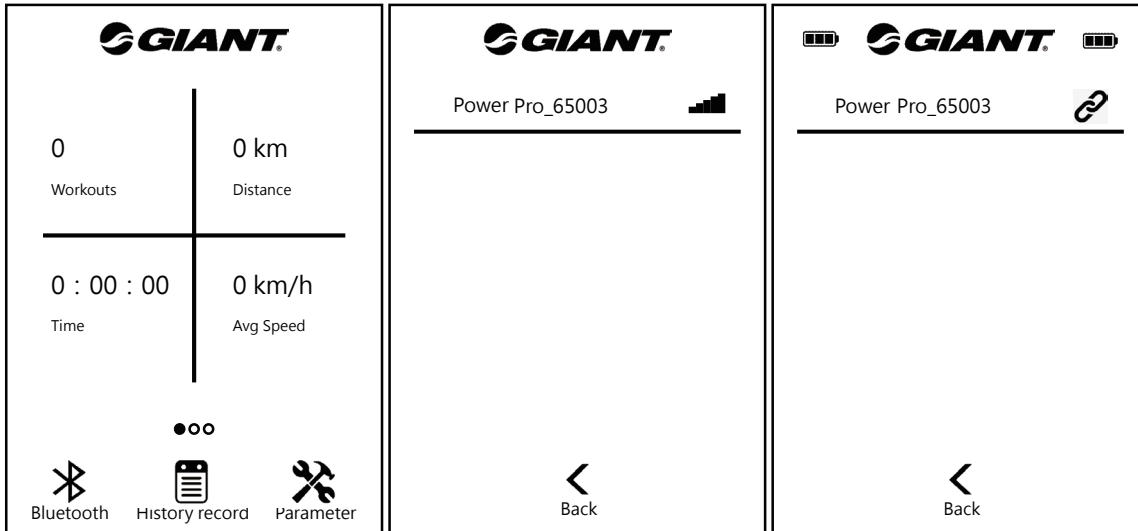 GIANT
0
0 km
Workouts
Distance
0 : 00 : 00
0 km/h
Time
Avg Speed
Bluetooth
History record
Parameter
GIANT
Power Pro_65003
Back
GIANT
Power Pro_65003
Back